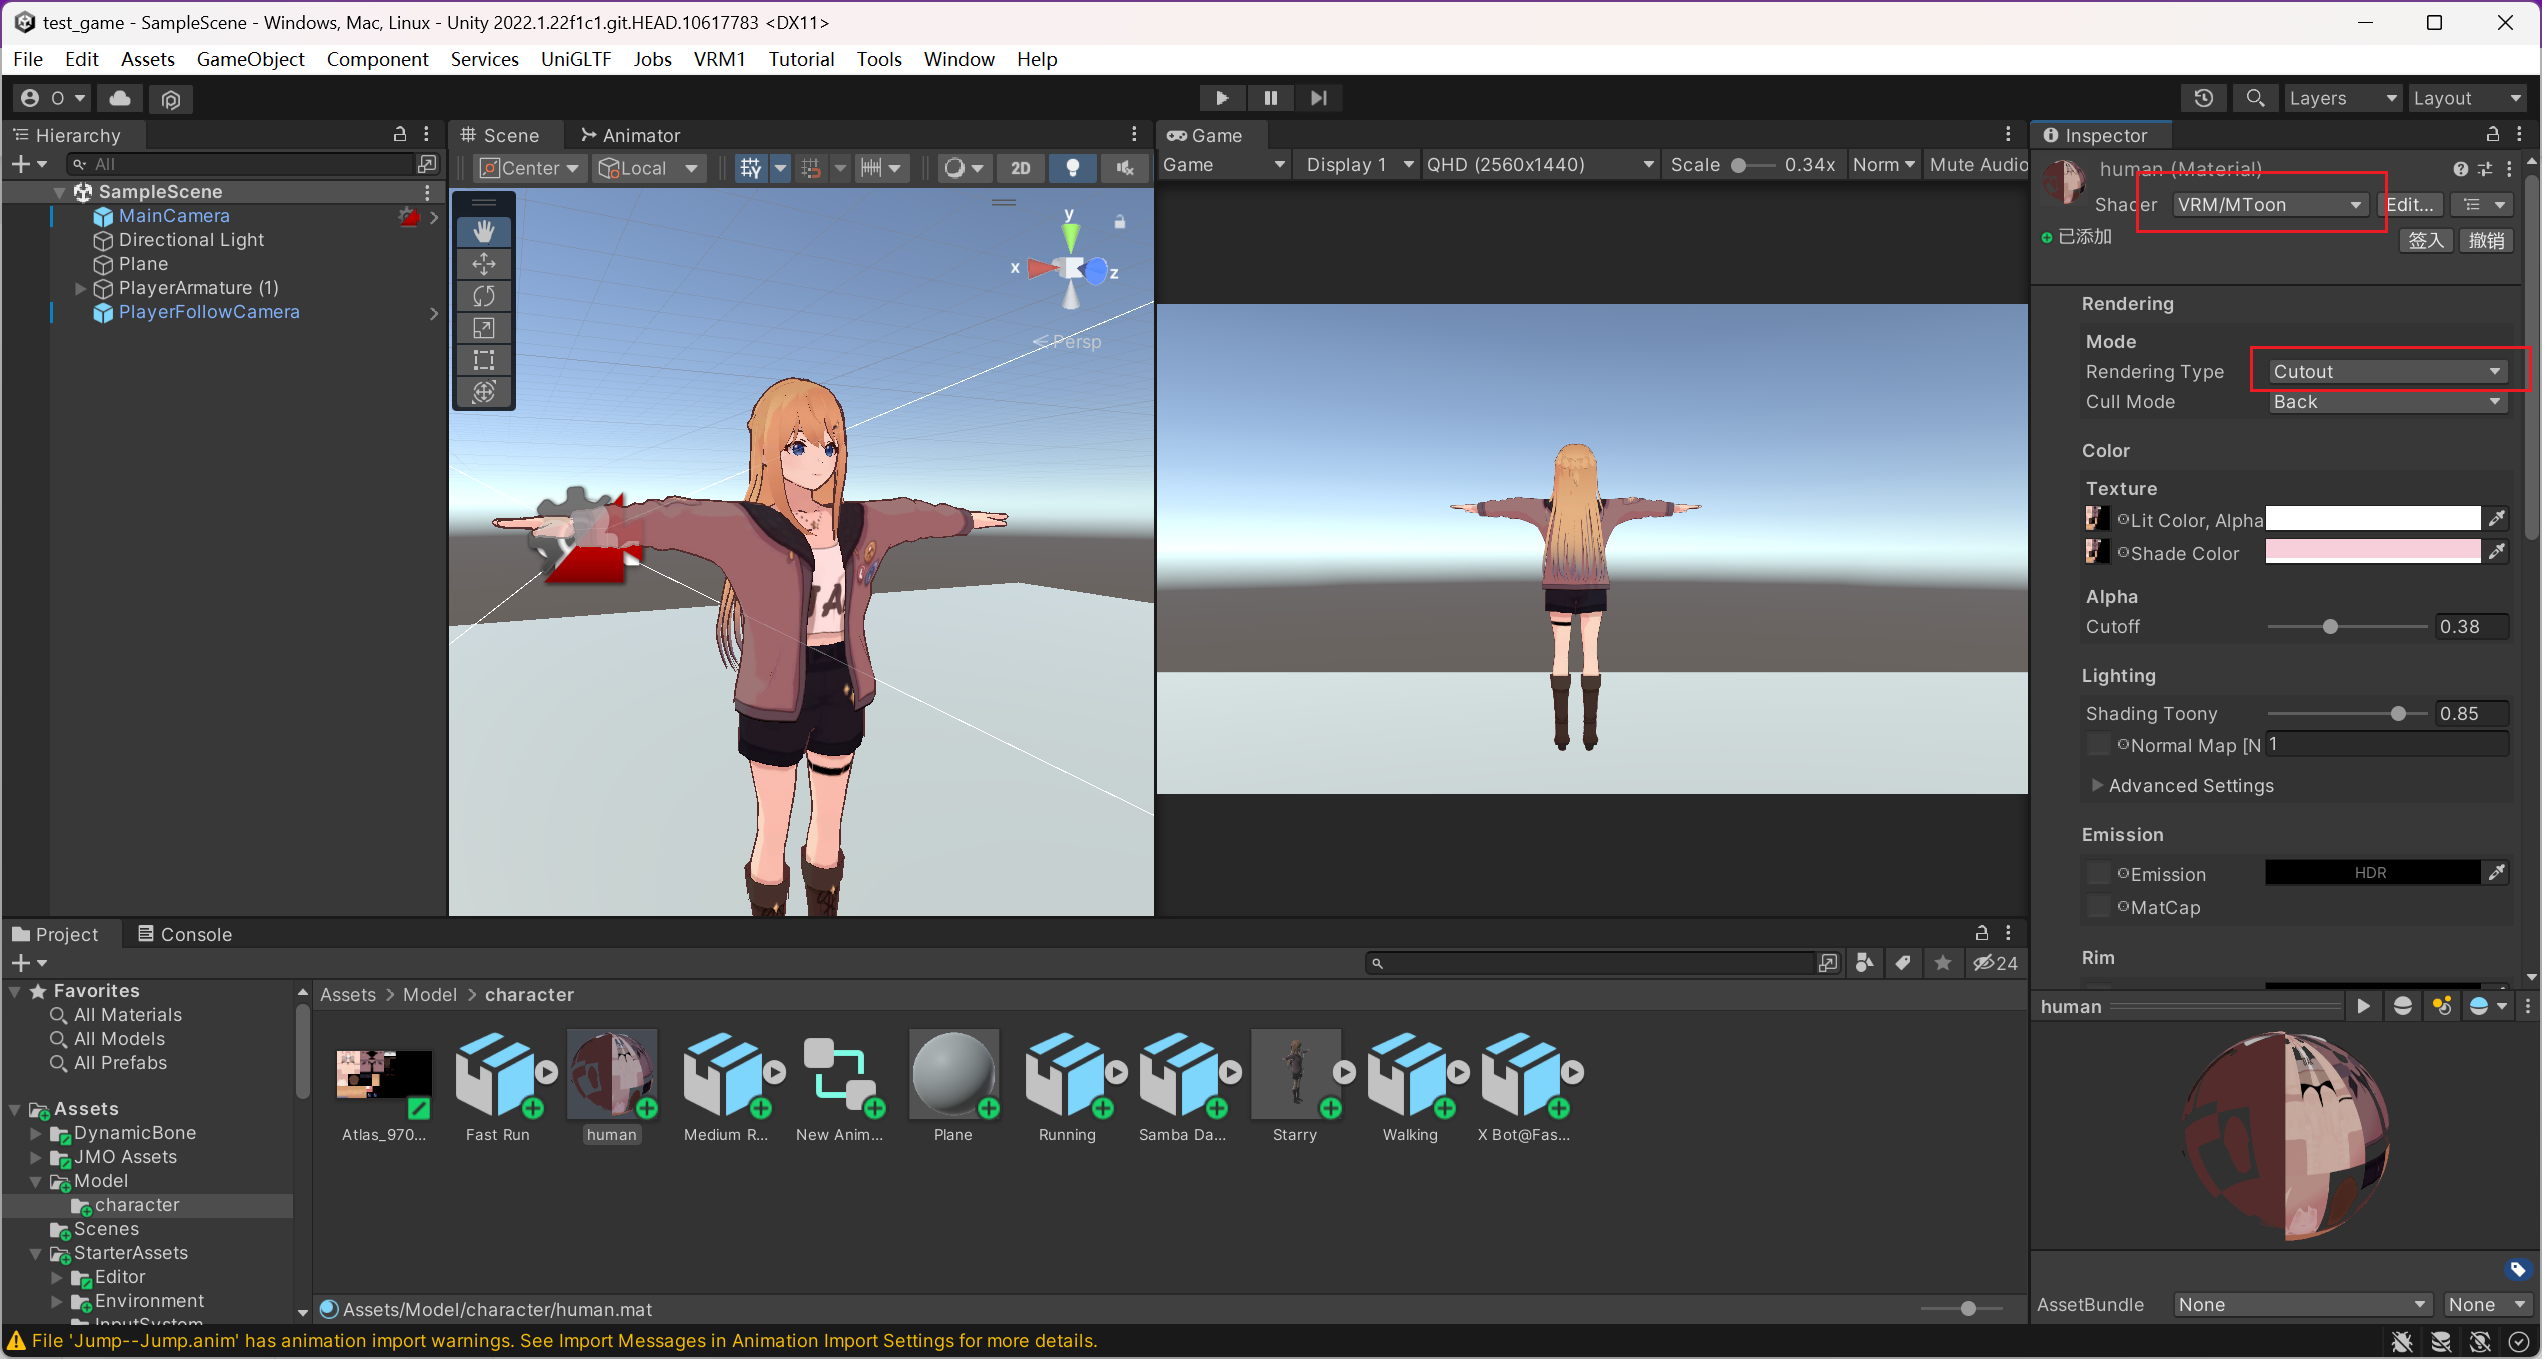 test_game - SampleScene - Windows, Mac, Linux - Unity 2022.1.22f1c1.git.HEAD.10617783 <DX11>
File Edit Assets GameObject Component Services UniGLTF Jobs VRM1 Tutorial Tools Window Help
O Layers Layout
Hierarchy
All
SampleScene
MainCamera
Directional Light
Plane
PlayerArmature (1)
PlayerFollowCamera
Scene Animator
Center Local 2D
y
x
z
Persp
Game
Game Display 1 QHD (2560x1440) Scale 0.34x Norm Mute Audio
Inspector
human (Material)
Shader VRM/MToon Edit...
已添加 签入 撤销
Rendering
Mode
Rendering Type Cutout
Cull Mode Back
Color
Texture
Lit Color, Alpha
Shade Color
Alpha
Cutoff 0.38
Lighting
Shading Toony 0.85
Normal Map [N 1
Advanced Settings
Emission
Emission HDR
MatCap
Rim
human
AssetBundle None None
Project Console
24
Favorites
All Materials
All Models
All Prefabs
Assets
DynamicBone
JMO Assets
Model
character
Scenes
StarterAssets
Editor
Environment
InputSystem
Assets > Model > character
Atlas_970... Fast Run human Medium R... New Anim... Plane Running Samba Da... Starry Walking X Bot@Fas...
Assets/Model/character/human.mat
File 'Jump--Jump.anim' has animation import warnings. See Import Messages in Animation Import Settings for more details.